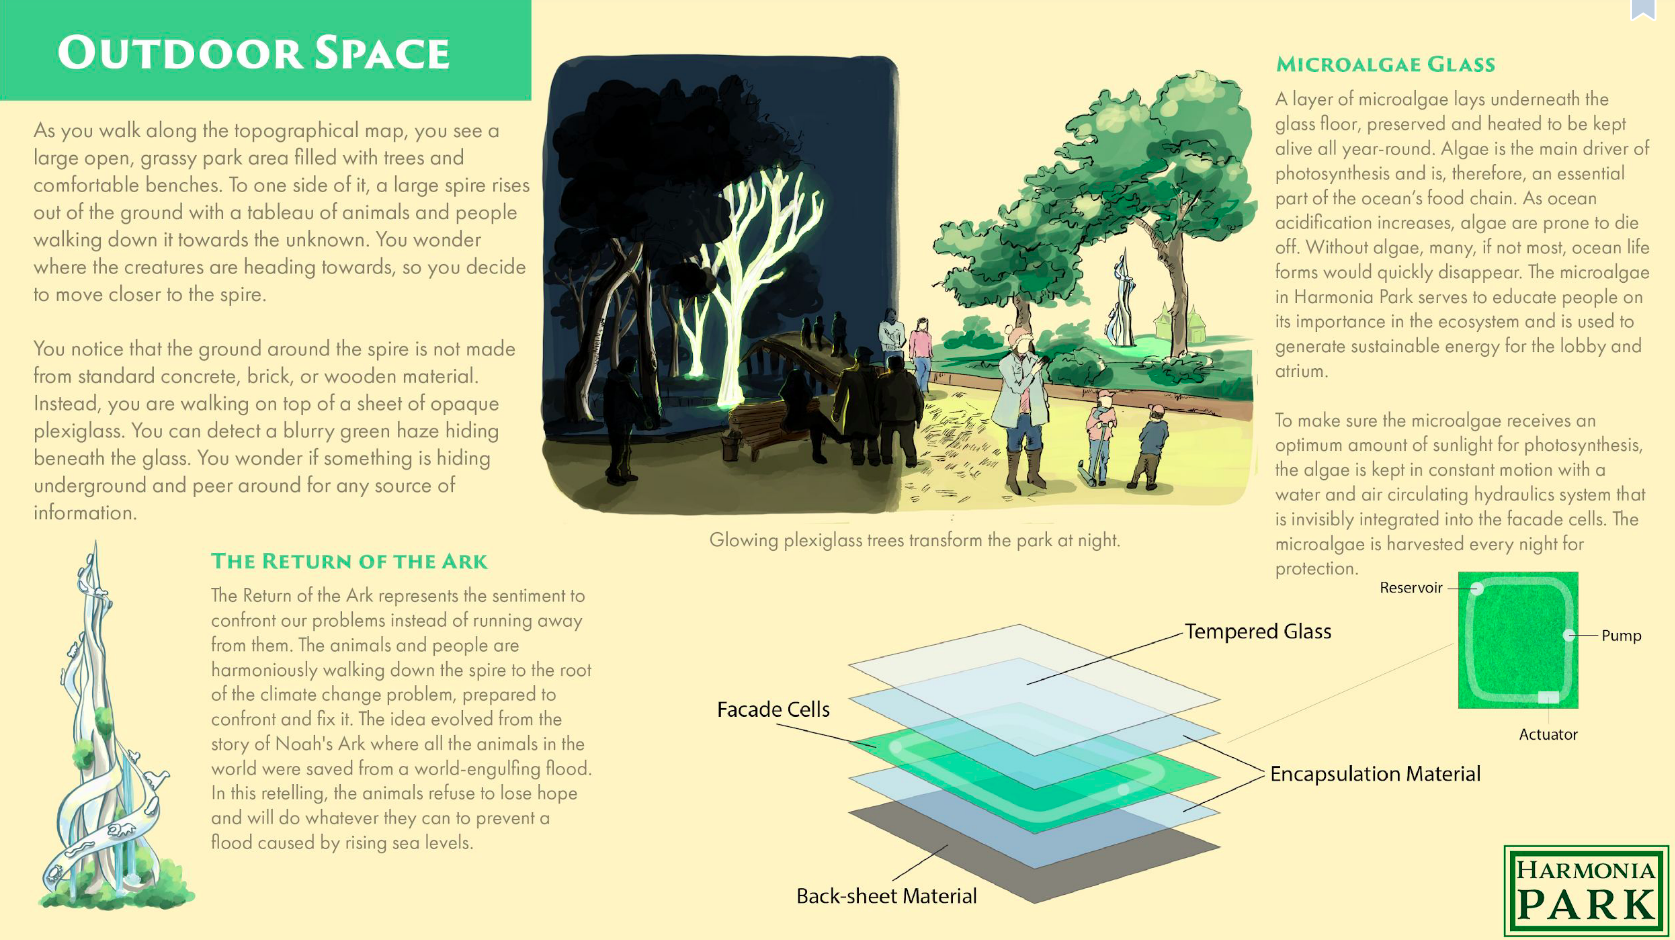 OUTDOOR SPACE
As you walk along the topographical map, you see a
large open, grassy park area filled with trees and
comfortable benches. To one side of it, a large spire rises
out of the ground with a tableau of animals and people
walking down it towards the unknown. You wonder
where the creatures are heading towards, so you decide
to move closer to the spire.
You notice that the ground around the spire is not made
from standard concrete, brick, or wooden material.
Instead, you are walking on top of a sheet of opaque
plexiglass. You can detect a blurry green haze hiding
beneath the glass. You wonder if something is hiding
underground and peer around for any source of
information.
THE RETURN OF THE ARK
The Return of the Ark represents the sentiment to
confront our problems instead of running away
from them. The animals and people are
harmoniously walking down the spire to the root
of the climate change problem, prepared to
confront and fix it. The idea evolved from the
story of Noah's Ark where all the animals in the
world were saved from a world-engulfing flood.
In this retelling, the animals refuse to lose hope
and will do whatever they can to prevent a
flood caused by rising sea levels.
Glowing plexiglass trees transform the park at night.
MICROALGAE GLASS
A layer of microalgae lays underneath the
glass floor, preserved and heated to be kept
alive all year-round. Algae is the main driver of
photosynthesis and is, therefore, an essential
part of the ocean's food chain. As ocean
acidification increases, algae are prone to die
off. Without algae, many, if not most, ocean life
forms would quickly disappear. The microalgae
in Harmonia Park serves to educate people on
its importance in the ecosystem and is used to
generate sustainable energy for the lobby and
atrium.
To make sure the microalgae receives an
optimum amount of sunlight for photosynthesis,
the algae is kept in constant motion with a
water and air circulating hydraulics system that
is invisibly integrated into the facade cells. The
microalgae is harvested every night for
protection.
Reservoir
Pump
Actuator
Tempered Glass
Facade Cells
Encapsulation Material
Back-sheet Material
HARMONIA
PARK